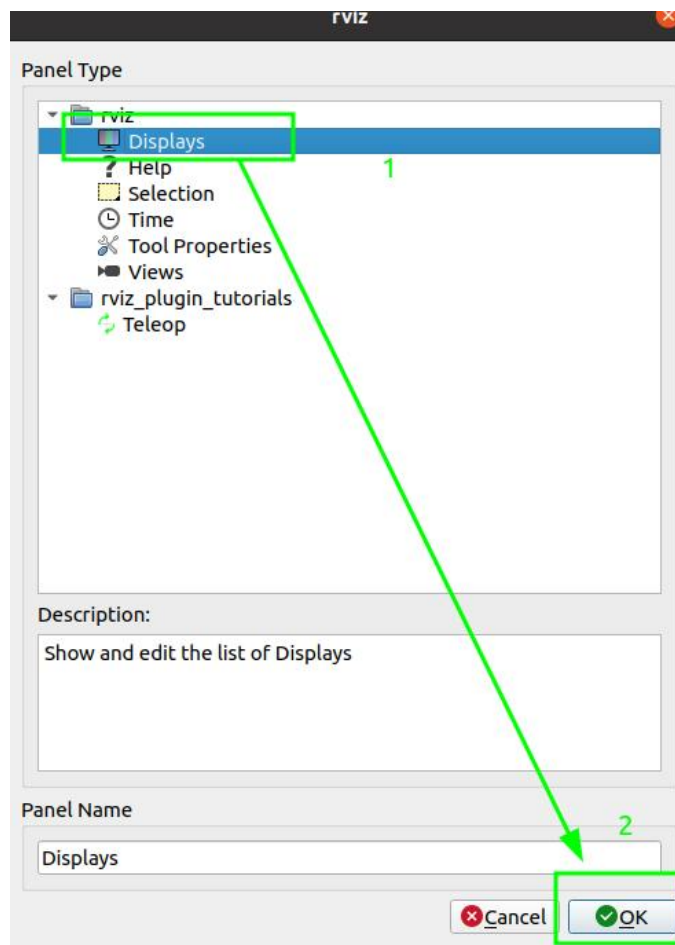 rviz
Panel Type
rviz
Displays
1
Help
Selection
Time
Tool Properties
Views
rviz_plugin_tutorials
Teleop
Description:
Show and edit the list of Displays
Panel Name
2
Displays
Cancel
OK